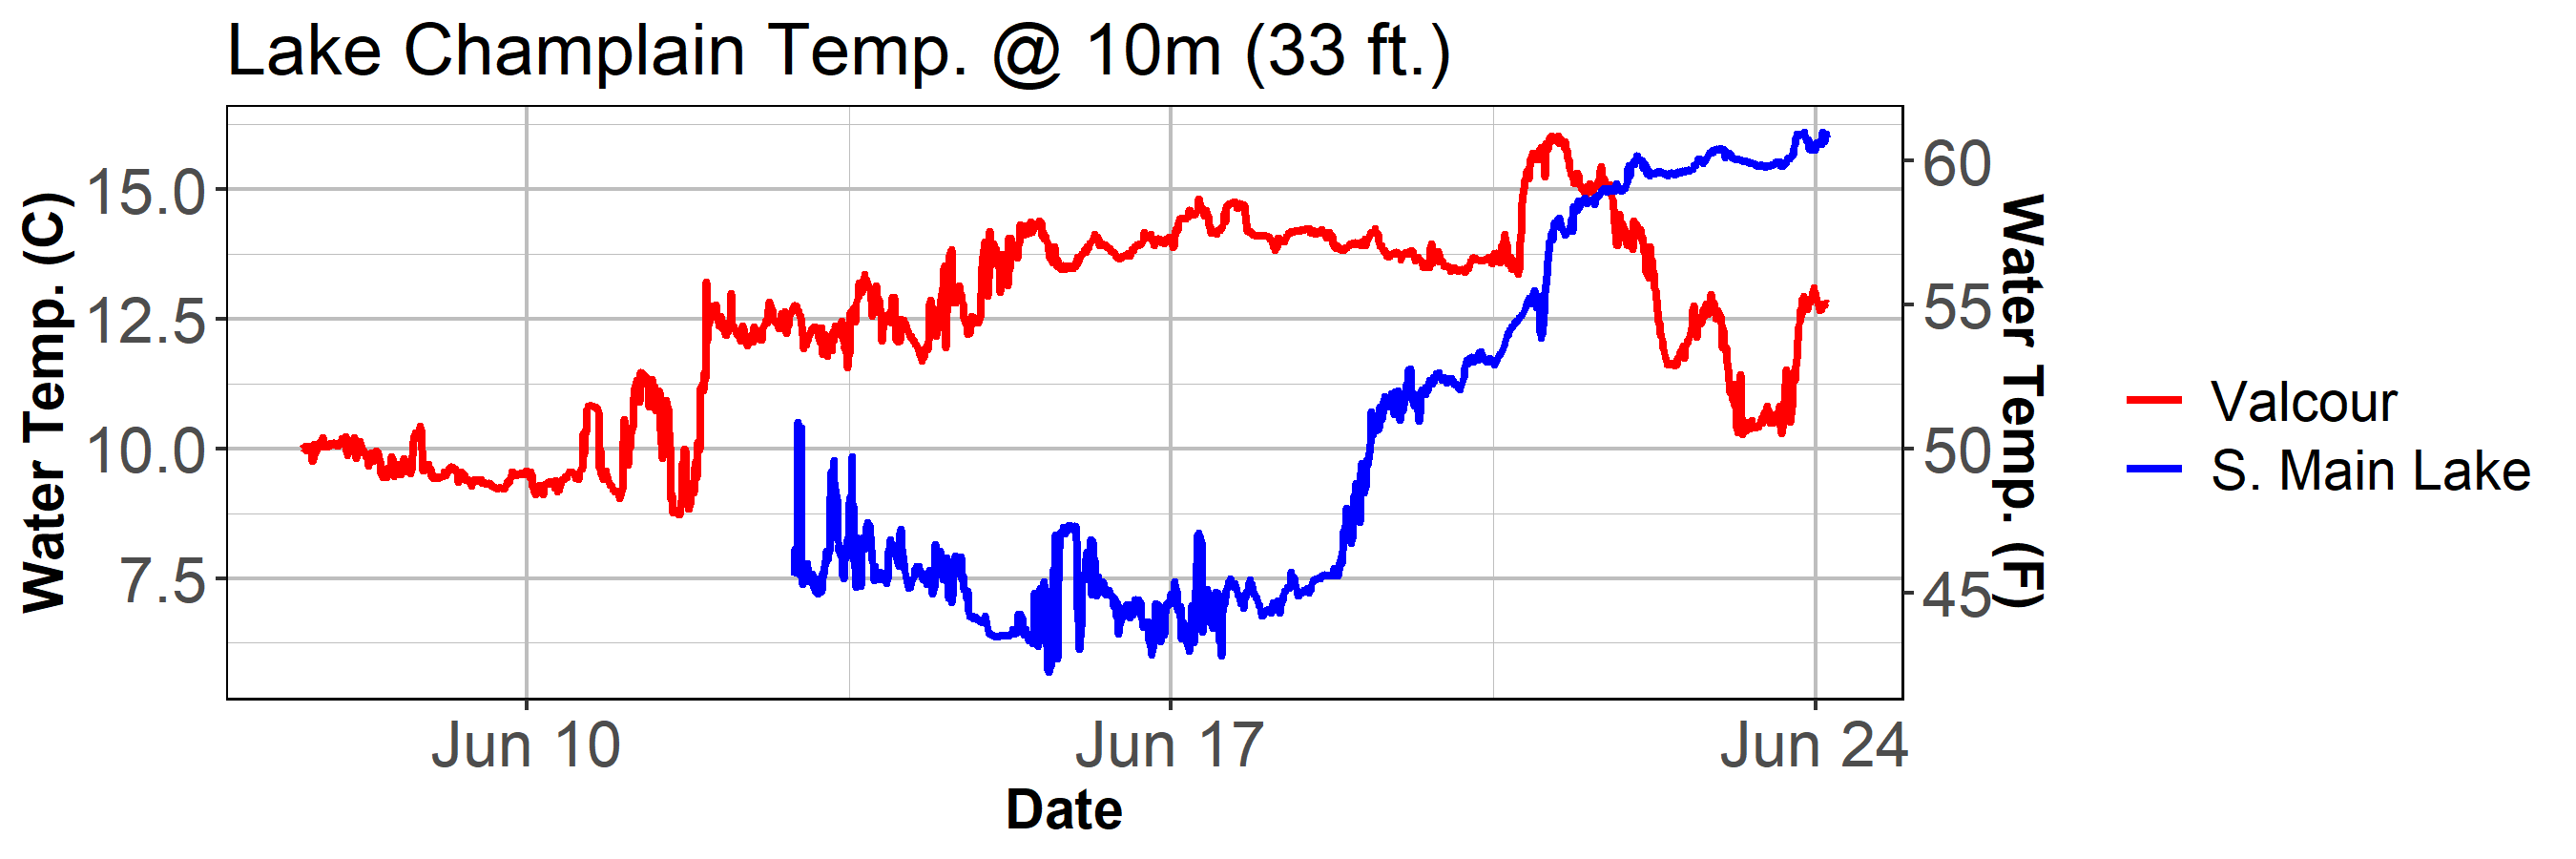 Lake Champlain Temp. @ 10m (33 ft.)
Water Temp. (C)
15.0
12.5
10.0
7.5
60
55
50
45
Water Temp. (F)
Jun 10
Jun 17
Jun 24
Date
Valcour
S. Main Lake